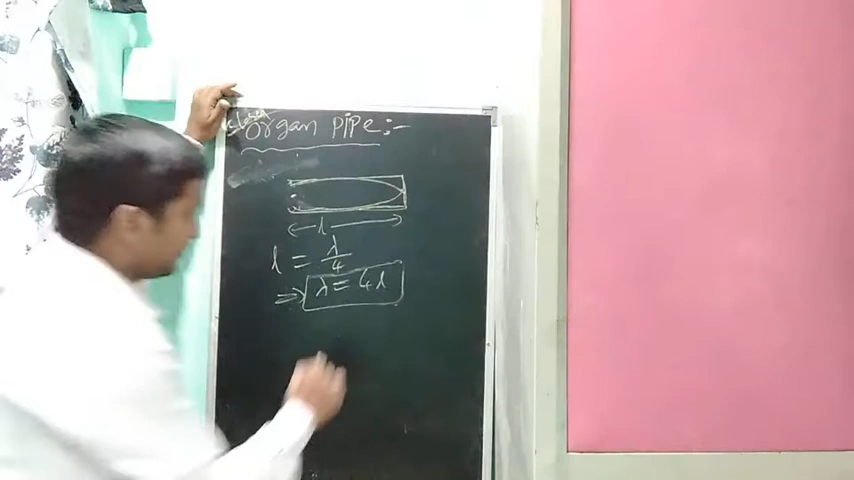 closed
Organ pipe :-
l
l = λ/4
⇒ λ = 4l